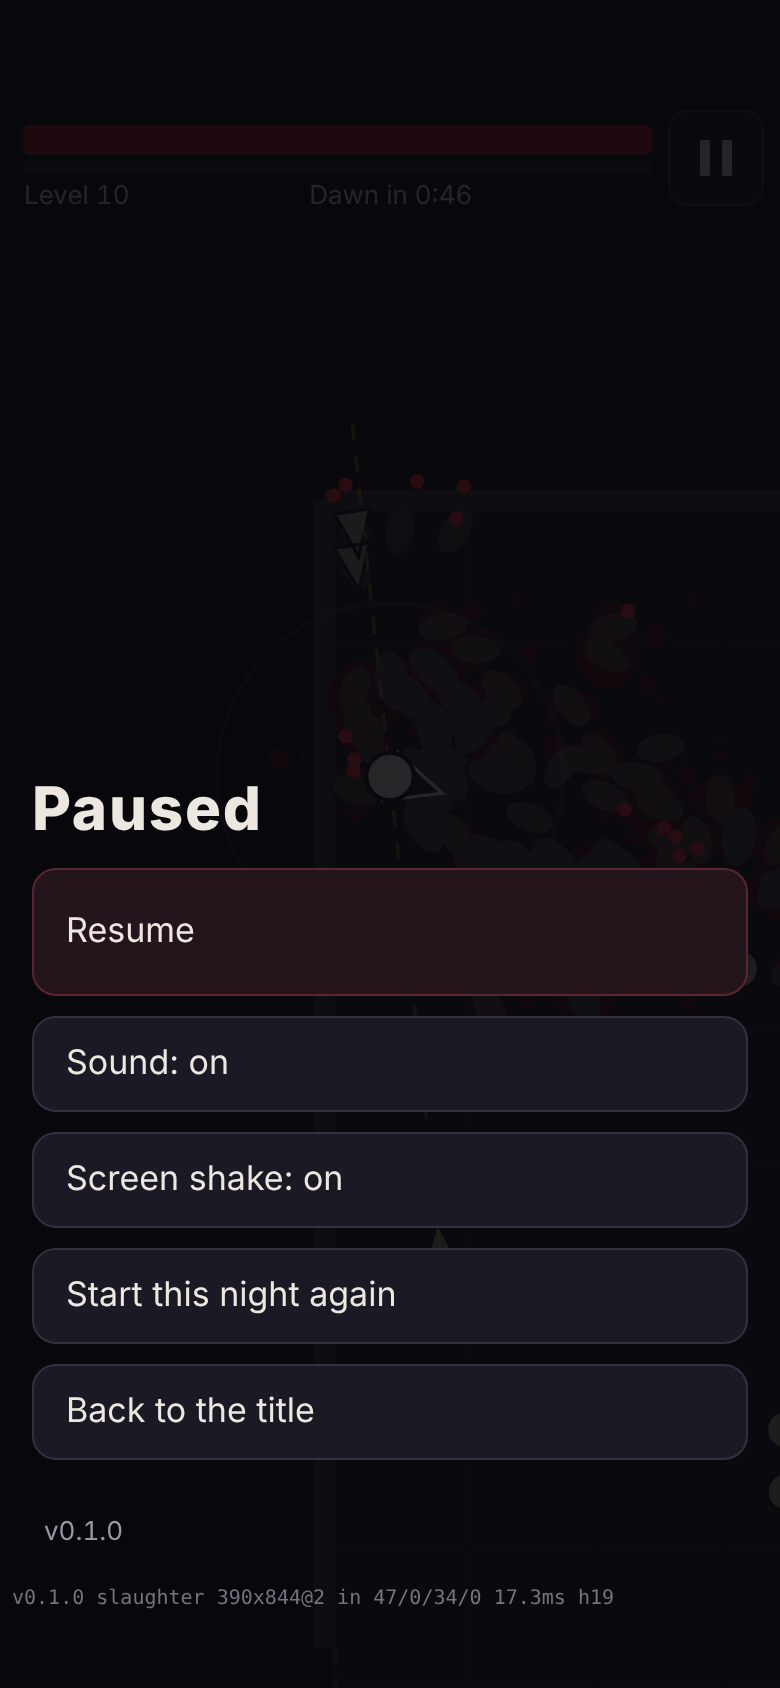 Level 10
Dawn in 0:46
Paused
Resume
Sound: on
Screen shake: on
Start this night again
Back to the title
v0.1.0
v0.1.0 slaughter 390x844@2 in 47/0/34/0 17.3ms h19